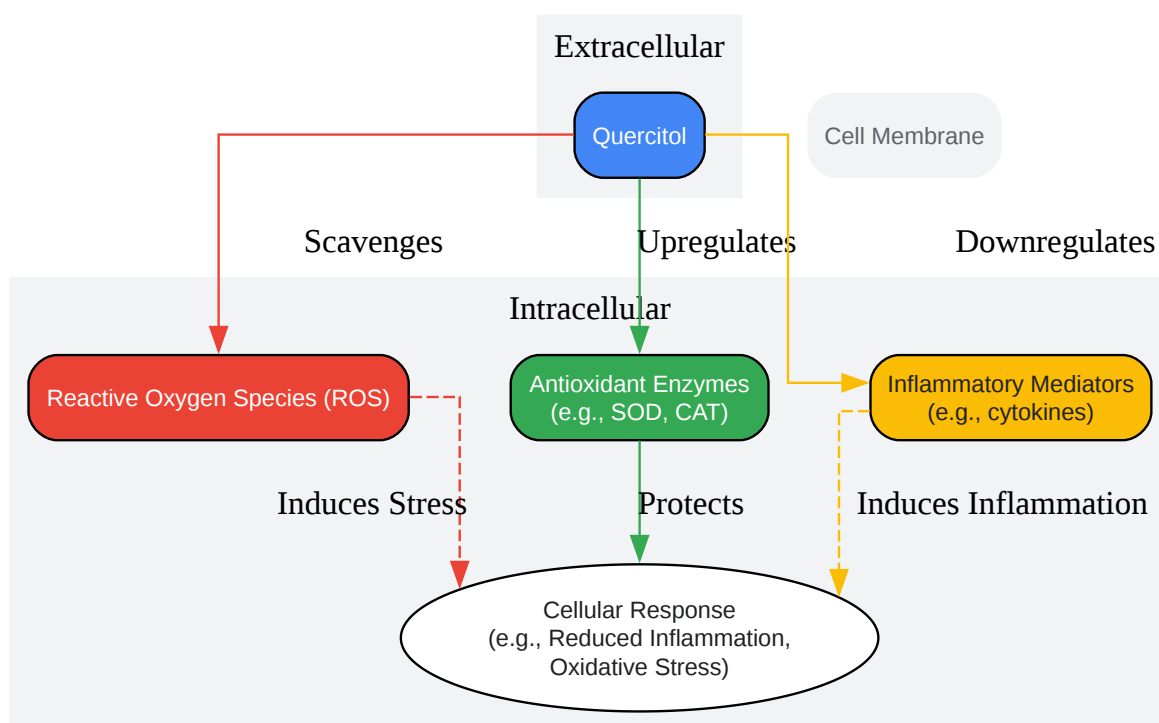 Extracellular
Quercitol
Cell Membrane
Scavenges
Upregulates
Downregulates
Intracellular
Reactive Oxygen Species (ROS)
Antioxidant Enzymes
(e.g., SOD, CAT)
Inflammatory Mediators
(e.g., cytokines)
Induces Stress
Protects
Induces Inflammation
Cellular Response
(e.g., Reduced Inflammation,
Oxidative Stress)